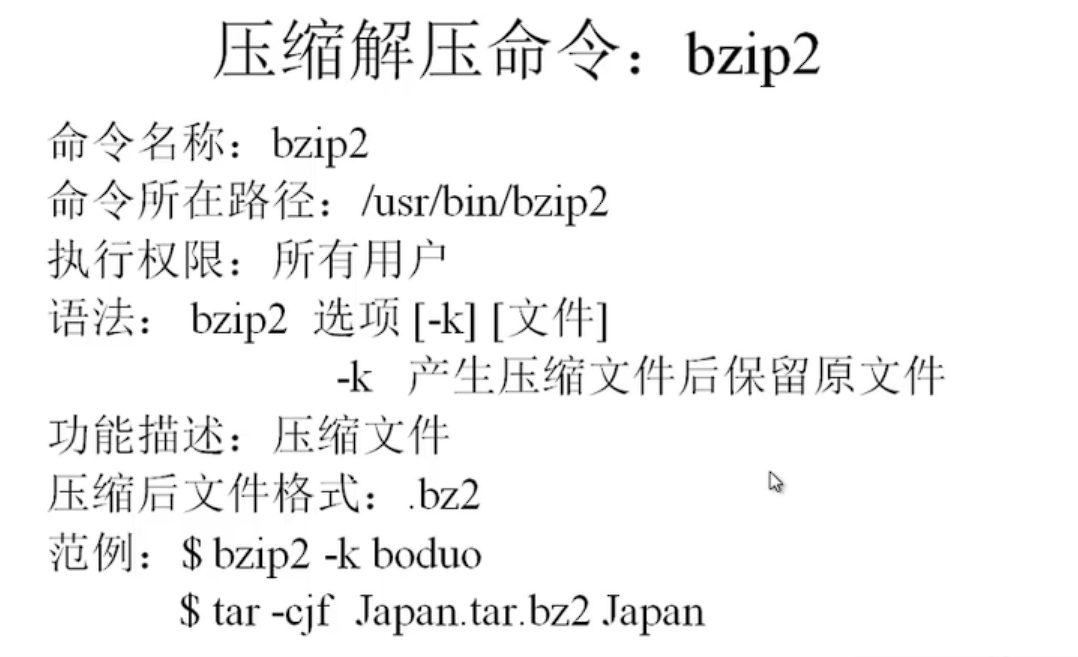 压缩解压命令：bzip2
命令名称：bzip2
命令所在路径：/usr/bin/bzip2
执行权限：所有用户
语法： bzip2 选项 [-k] [文件]
-k 产生压缩文件后保留原文件
功能描述：压缩文件
压缩后文件格式：.bz2
范例：$ bzip2 -k boduo
$ tar -cjf Japan.tar.bz2 Japan